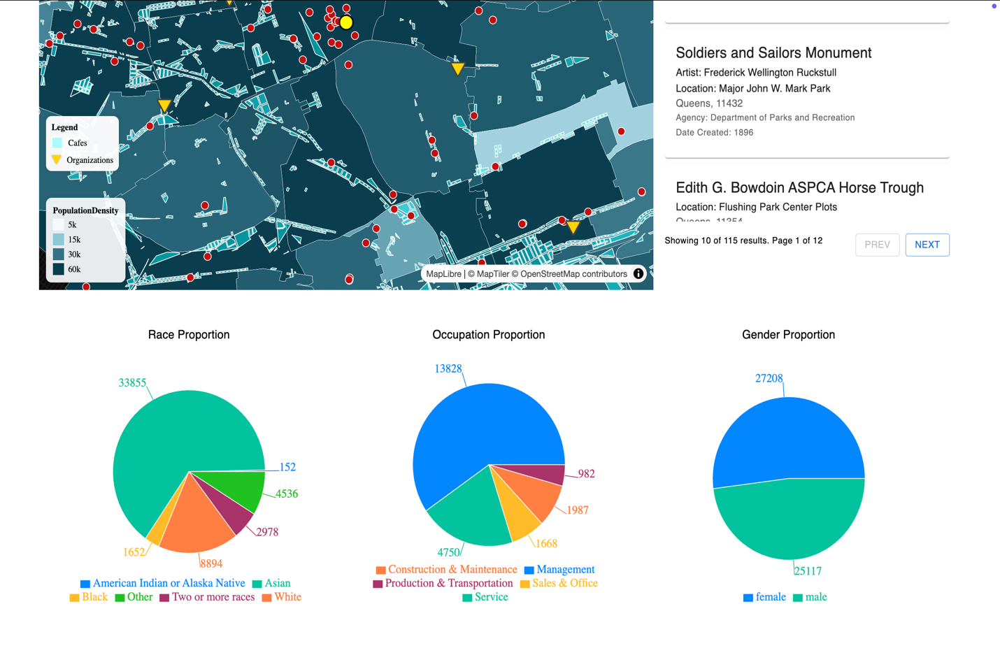 Legend
Cafes
Organizations
PopulationDensity
5k
15k
30k
60k
MapLibre | © MapTiler © OpenStreetMap contributors
Soldiers and Sailors Monument
Artist: Frederick Wellington Ruckstull
Location: Major John W. Mark Park
Queens, 11432
Agency: Department of Parks and Recreation
Date Created: 1896
Edith G. Bowdoin ASPCA Horse Trough
Location: Flushing Park Center Plots
Queens, 11354
Showing 10 of 115 results. Page 1 of 12
PREV
NEXT
Race Proportion
33855
152
4536
2978
8894
1652
American Indian or Alaska Native Asian
Black Other Two or more races White
Occupation Proportion
13828
982
1987
1668
4750
Construction & Maintenance Management
Production & Transportation Sales & Office
Service
Gender Proportion
27208
25117
female male